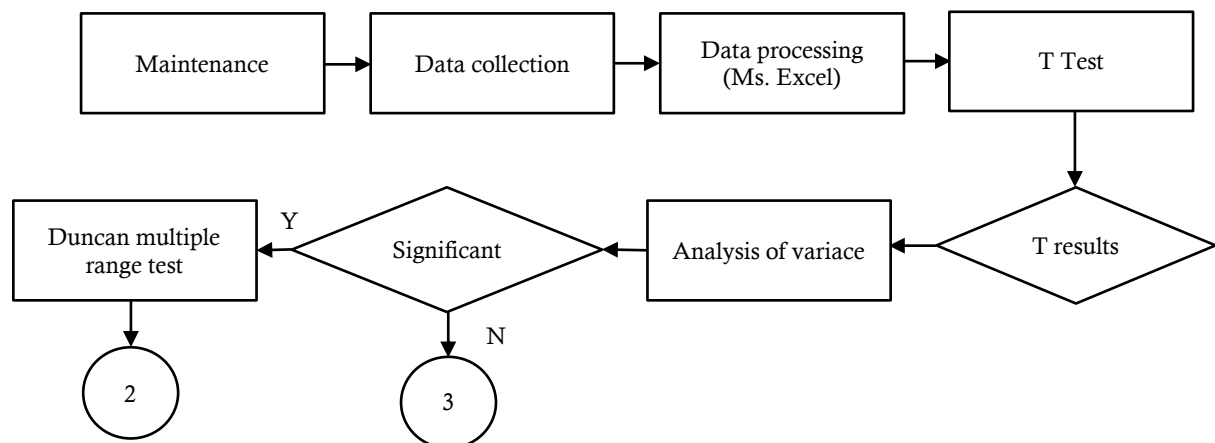 Maintenance
Data collection
Data processing
(Ms. Excel)
T Test
T results
Analysis of variace
Significant
Y
Duncan multiple
range test
N
2
3